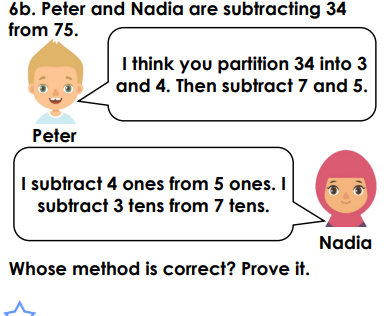 6b. Peter and Nadia are subtracting 34
from 75.
I think you partition 34 into 3
and 4. Then subtract 7 and 5.
Peter
I subtract 4 ones from 5 ones. I
subtract 3 tens from 7 tens.
Nadia
Whose method is correct? Prove it.